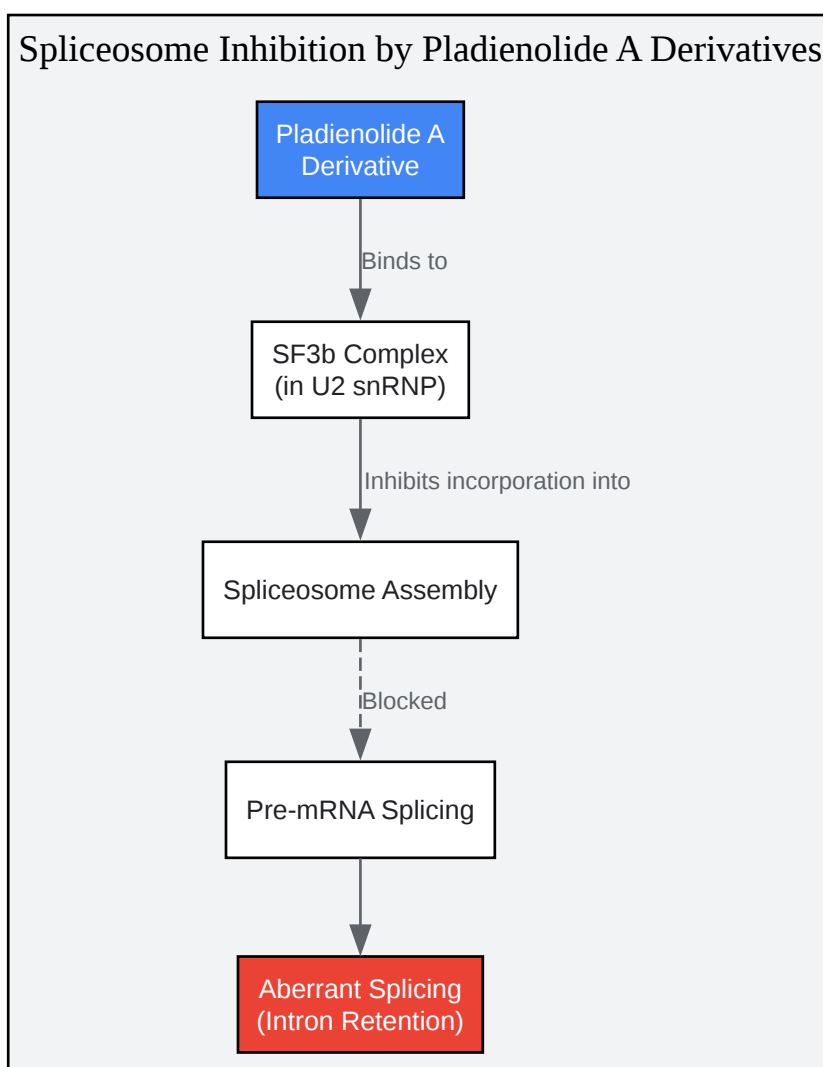 Spliceosome Inhibition by Pladienolide A Derivatives
Pladienolide A
Derivative
Binds to
SF3b Complex
(in U2 snRNP)
Inhibits incorporation into
Spliceosome Assembly
Blocked
Pre-mRNA Splicing
Aberrant Splicing
(Intron Retention)